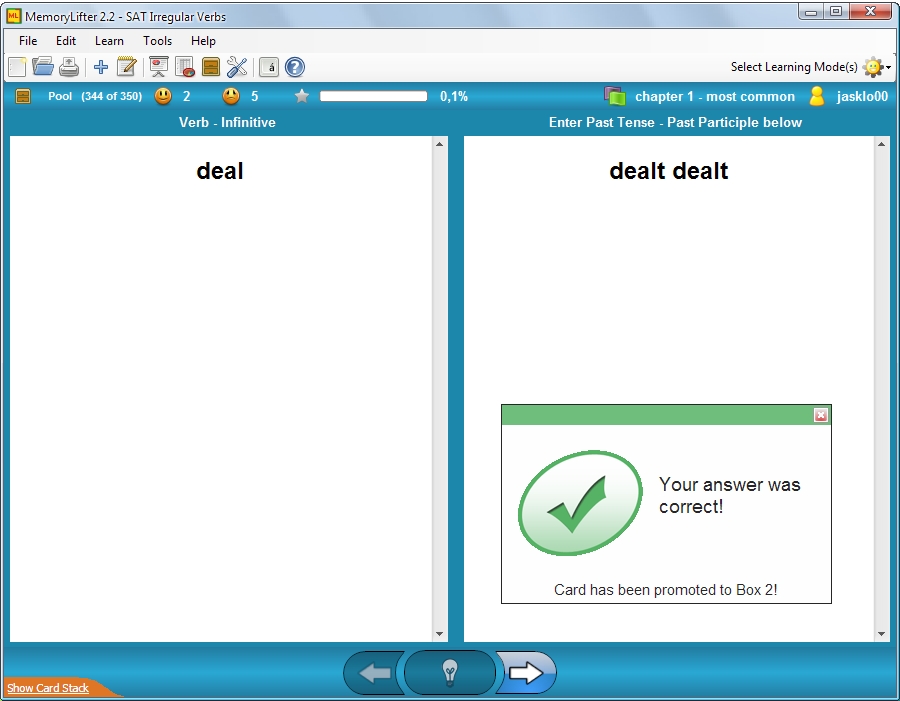 MemoryLifter 2.2 - SAT Irregular Verbs
File Edit Learn Tools Help
á ? Select Learning Mode(s)
Pool (344 of 350) 2 5 0,1% chapter 1 - most common jasklo00
Verb - Infinitive Enter Past Tense - Past Participle below
deal
dealt dealt
Your answer was
correct!
Card has been promoted to Box 2!
Show Card Stack